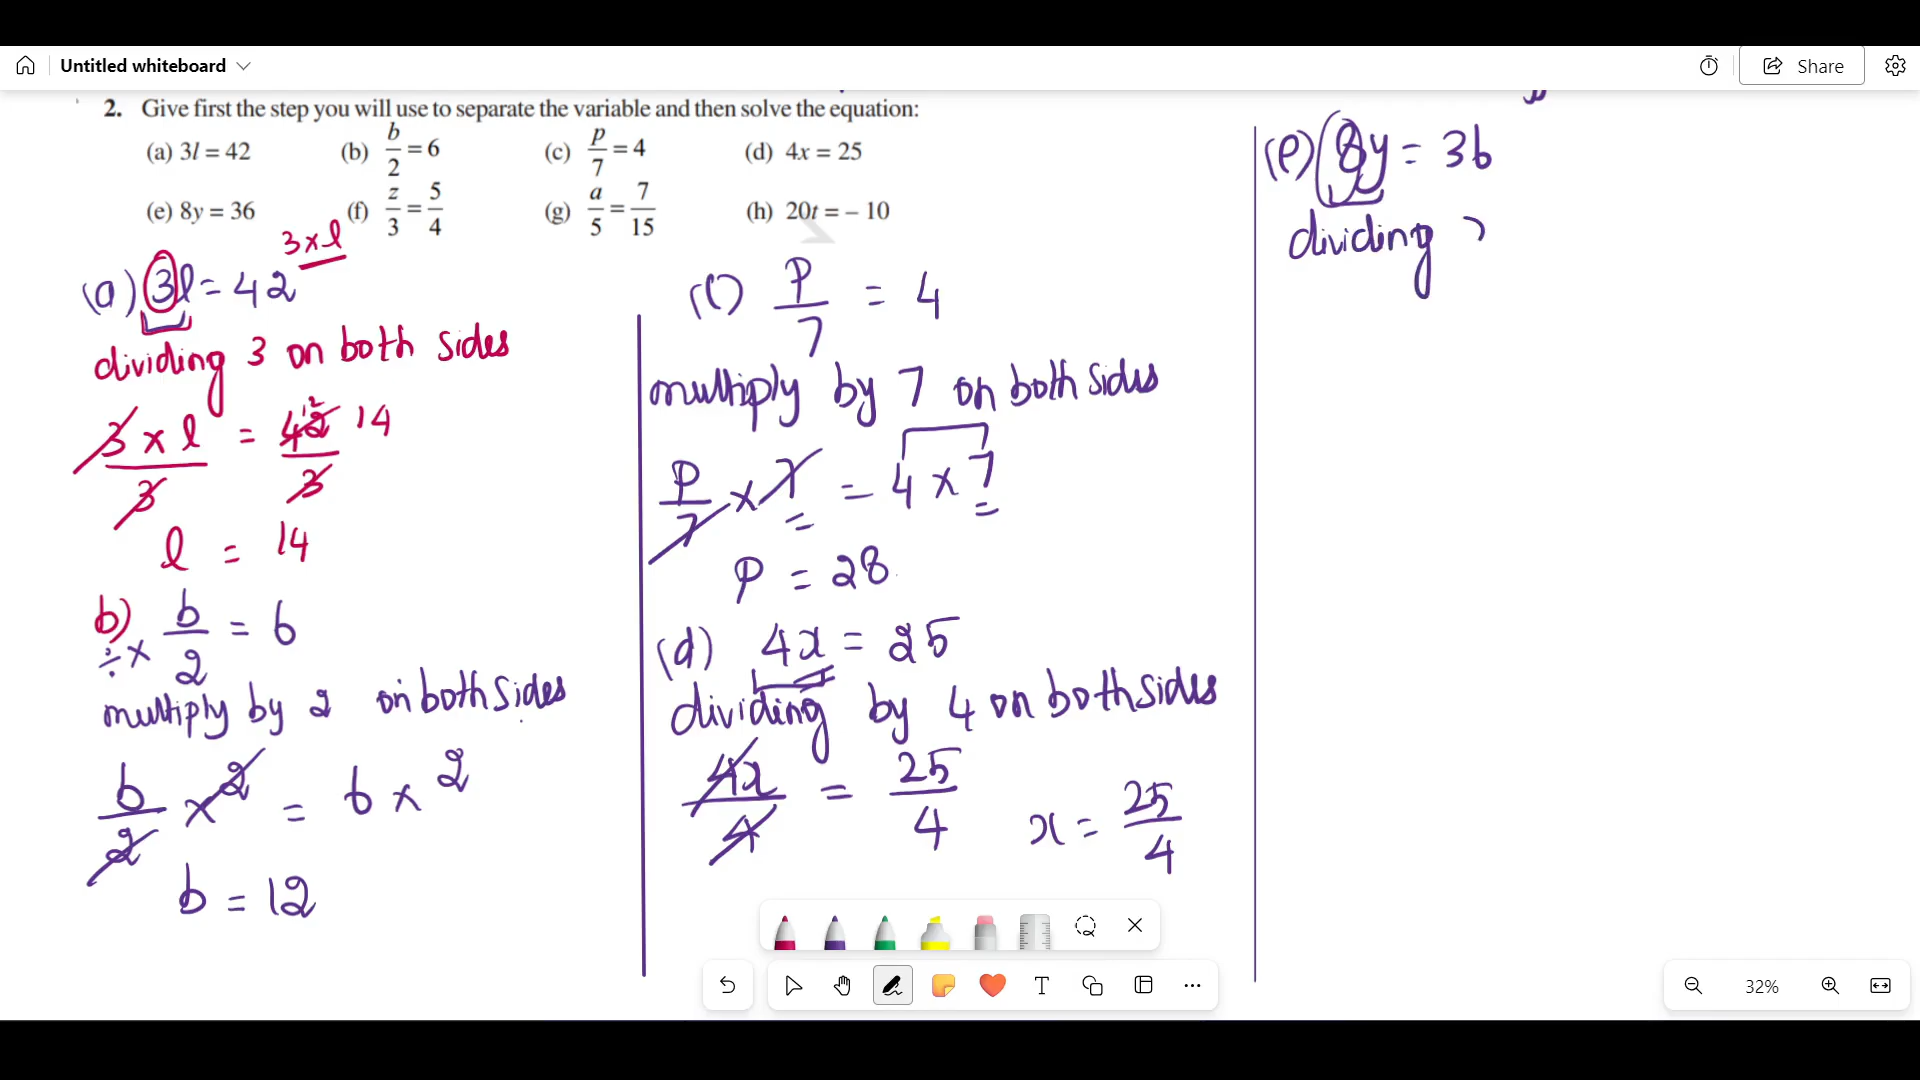 Untitled whiteboard
Share
2. Give first the step you will use to separate the variable and then solve the equation:
(a) 3l = 42 (b) b/2 = 6 (c) p/7 = 4 (d) 4x = 25
(e) 8y = 36 (f) z/3 = 5/4 (g) a/5 = 7/15 (h) 20t = – 10
3 x l
(a) 3l = 42
dividing 3 on both sides
3 x l / 3 = 42 / 3 12 14
l = 14
b) b/2 = 6
÷ x
multiply by 2 on both sides
b/2 x 2 = 6 x 2
b = 12
(c) p/7 = 4
multiply by 7 on both sides
p/7 x 7 = 4 x 7
p = 28
(d) 4x = 25
dividing by 4 on both sides
4x/4 = 25/4 x = 25/4
(e) 8y = 36
dividing
32%